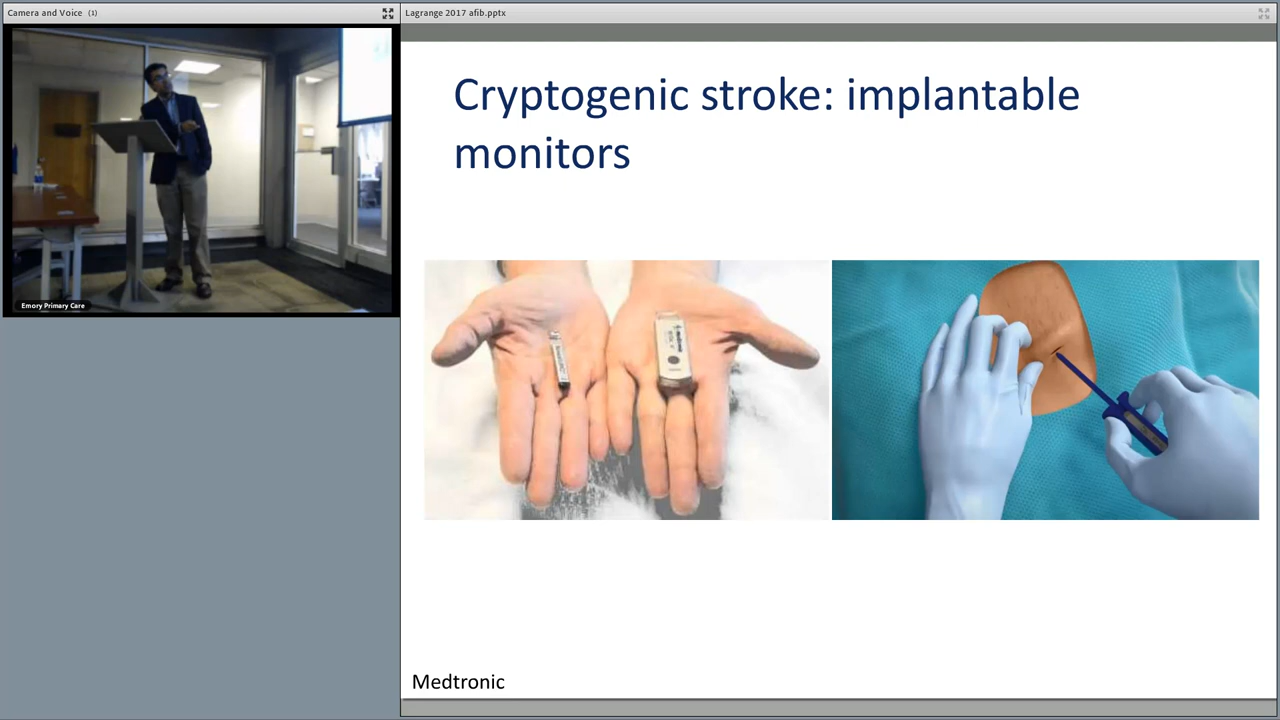 Camera and Voice (1)
Lagrange 2017 afib.pptx
Emory Primary Care
Cryptogenic stroke: implantable
monitors
Medtronic